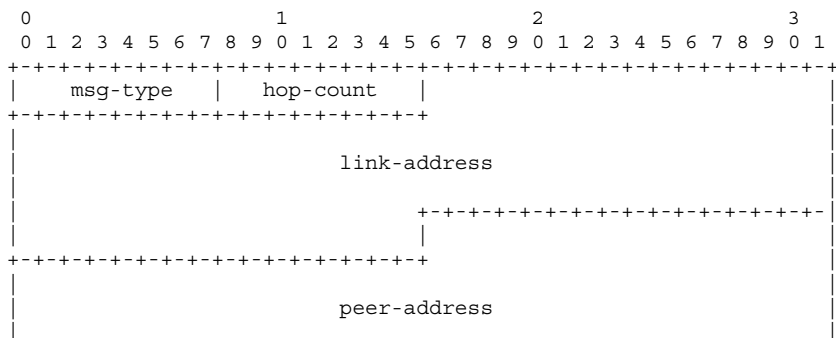 0                   1                   2                   3
0 1 2 3 4 5 6 7 8 9 0 1 2 3 4 5 6 7 8 9 0 1 2 3 4 5 6 7 8 9 0 1
+-+-+-+-+-+-+-+-+-+-+-+-+-+-+-+-+-+-+-+-+-+-+-+-+-+-+-+-+-+-+-+-+
|    msg-type   |   hop-count   |                               |
+-+-+-+-+-+-+-+-+-+-+-+-+-+-+-+-+                               |
|                                                               |
|                         link-address                          |
|                                                               |
|                               +-+-+-+-+-+-+-+-+-+-+-+-+-+-+-+-|
|                               |                               |
+-+-+-+-+-+-+-+-+-+-+-+-+-+-+-+-+                               |
|                                                               |
|                         peer-address                          |
|                                                               |